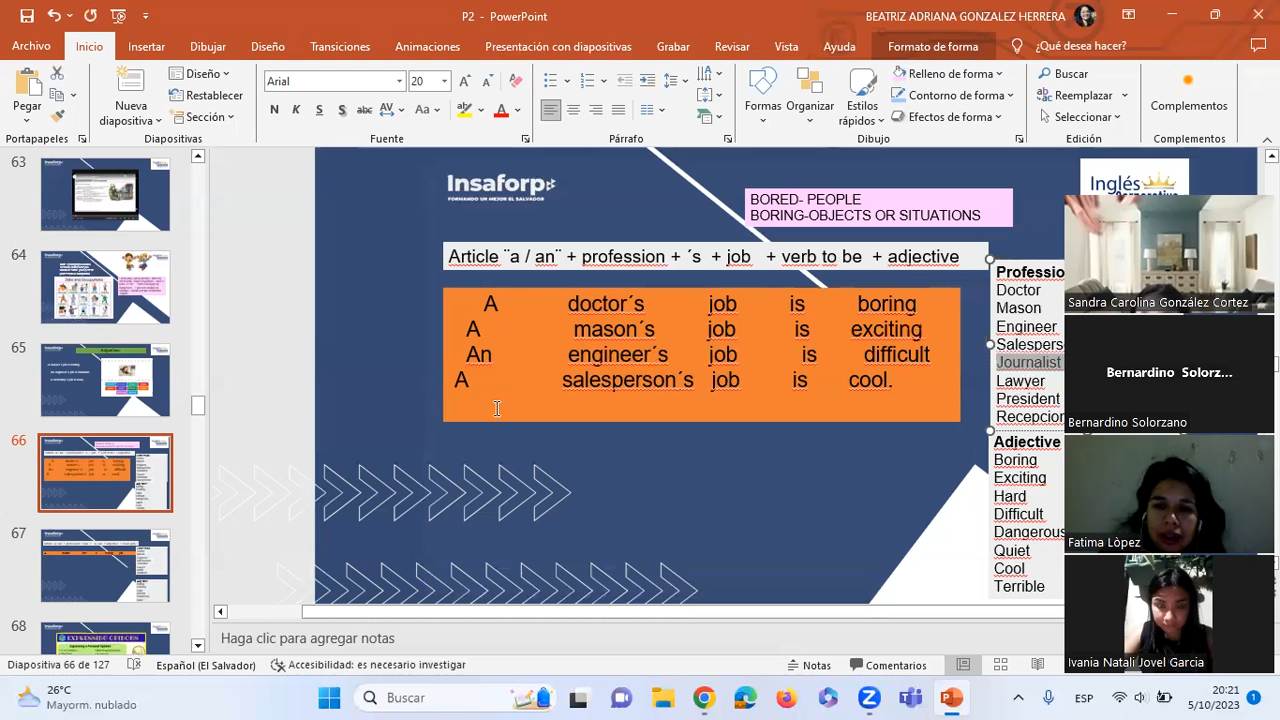 P2 - PowerPoint
BEATRIZ ADRIANA GONZALEZ HERRERA
Archivo Inicio Insertar Dibujar Diseño Transiciones Animaciones Presentación con diapositivas Grabar Revisar Vista Ayuda Formato de forma ¿Qué desea hacer?
Pegar
Portapapeles
Nueva diapositiva
Diseño
Restablecer
Sección
Diapositivas
Arial 20
N K S S abc AV Aa A
Fuente
Párrafo
Formas
Organizar
Estilos rápidos
Relleno de forma
Contorno de forma
Efectos de forma
Dibujo
Buscar
Reemplazar
Seleccionar
Edición
Complementos
Complementos
63
64
65
66
67
68
Insaforp
FORMANDO UN MEJOR EL SALVADOR
BORED- PEOPLE
BORING-OBJECTS OR SITUATIONS
Inglés
Article ¨a / an¨ + profession + ´s + job + verb to be + adjective
A doctor´s job is boring
A mason´s job is exciting
An engineer´s job is difficult
A salesperson´s job is cool.
Professio
Doctor
Mason
Engineer
Salespers
Journalist
Lawyer
President
Recepcion
Adjective
Boring
Exciting
Hard
Difficult
Dangerous
Quiet
Cool
Terrible
Sandra Carolina González Cortez
Bernardino Solorz...
Bernardino Solorzano
Fatima López
Ivania Natali Jovel Garcia
Haga clic para agregar notas
Diapositiva 66 de 127 Español (El Salvador) Accesibilidad: es necesario investigar Notas Comentarios
26°C
Mayorm. nublado
Buscar
ESP
20:21
5/10/2023
1